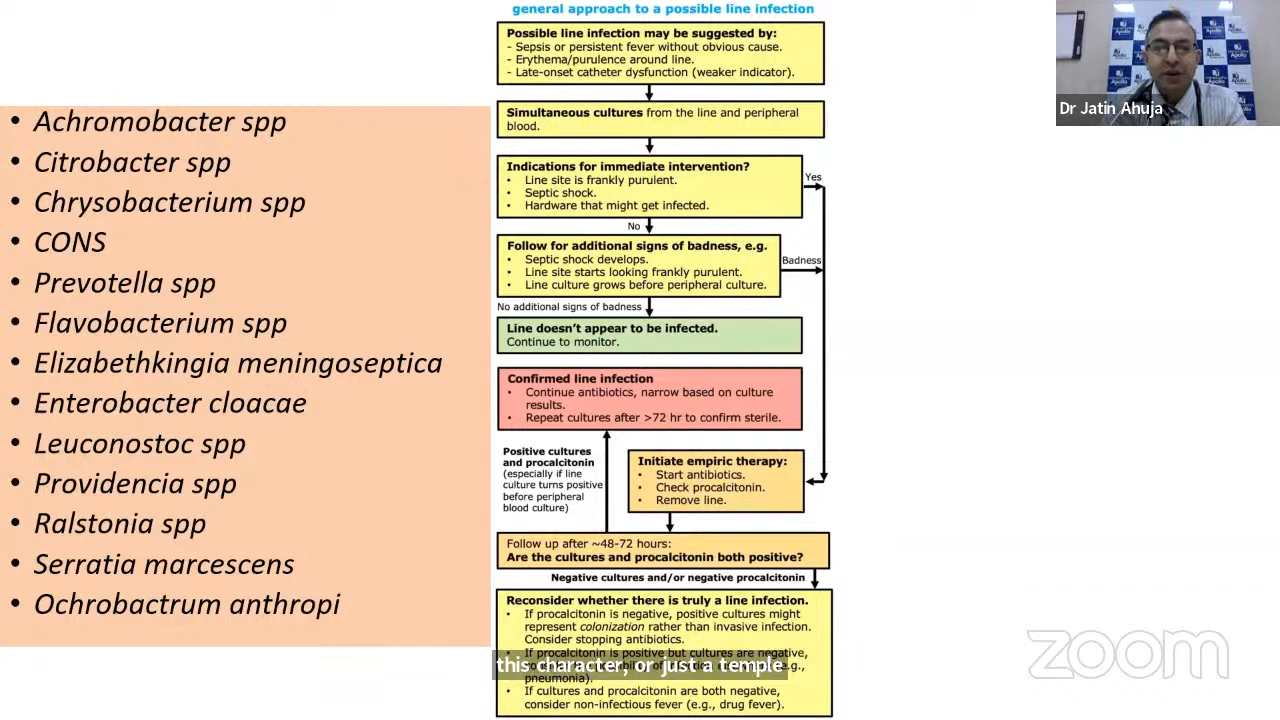 general approach to a possible line infection
Possible line infection may be suggested by:
- Sepsis or persistent fever without obvious cause.
- Erythema/purulence around line.
- Late-onset catheter dysfunction (weaker indicator).
Simultaneous cultures from the line and peripheral
blood.
Indications for immediate intervention?
• Line site is frankly purulent.
• Septic shock.
• Hardware that might get infected.
Yes
No
Follow for additional signs of badness, e.g.
• Septic shock develops.
• Line site starts looking frankly purulent.
• Line culture grows before peripheral culture.
Badness
No additional signs of badness
Line doesn't appear to be infected.
Continue to monitor.
Confirmed line infection
• Continue antibiotics, narrow based on culture
results.
• Repeat cultures after >72 hr to confirm sterile.
Positive cultures
and procalcitonin
(especially if line
culture turns positive
before peripheral
blood culture)
Initiate empiric therapy:
• Start antibiotics.
• Check procalcitonin.
• Remove line.
Follow up after ~48-72 hours:
Are the cultures and procalcitonin both positive?
Negative cultures and/or negative procalcitonin
Reconsider whether there is truly a line infection.
• If procalcitonin is negative, positive cultures might
represent colonization rather than invasive infection.
Consider stopping antibiotics.
• If procalcitonin is positive but cultures are negative,
pneumonia).
• If cultures and procalcitonin are both negative,
consider non-infectious fever (e.g., drug fever).
• Achromobacter spp
• Citrobacter spp
• Chrysobacterium spp
• CONS
• Prevotella spp
• Flavobacterium spp
• Elizabethkingia meningoseptica
• Enterobacter cloacae
• Leuconostoc spp
• Providencia spp
• Ralstonia spp
• Serratia marcescens
• Ochrobactrum anthropi
this character, or just a temple
Dr Jatin Ahuja
Apollo
zoom